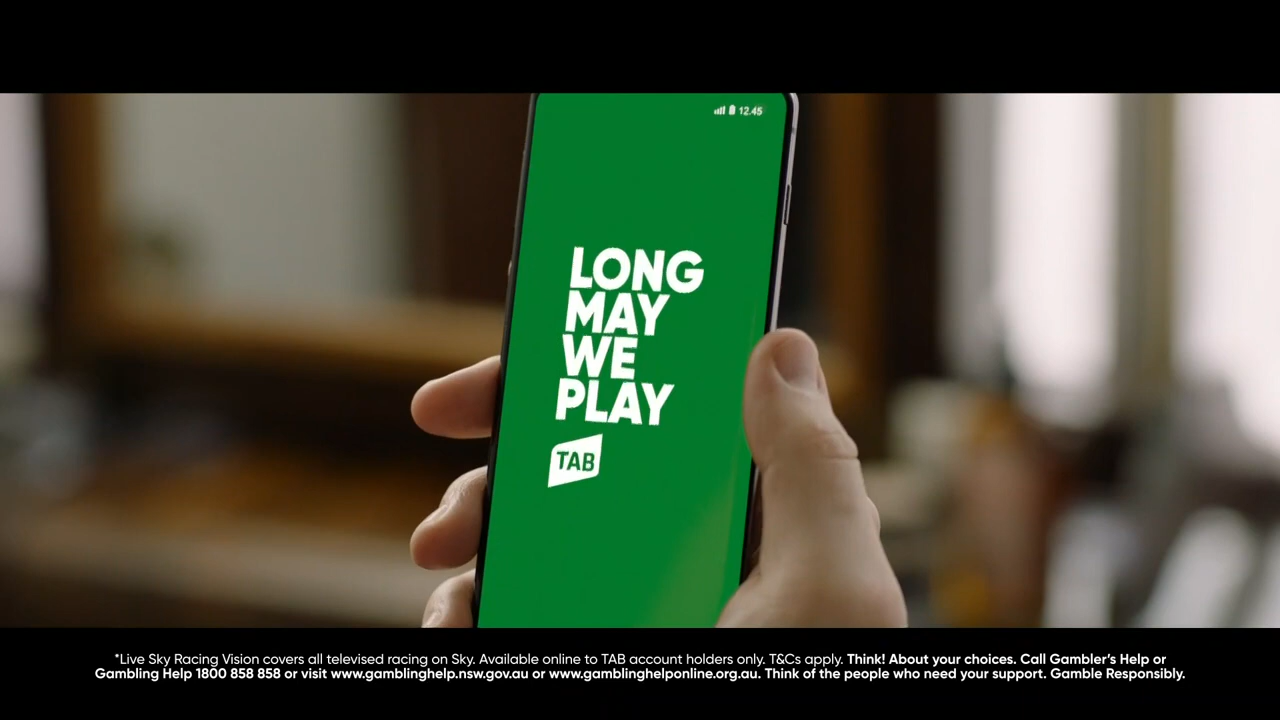 12.45
LONG
MAY
WE
PLAY
TAB
*Live Sky Racing Vision covers all televised racing on Sky. Available online to TAB account holders only. T&Cs apply. Think! About your choices. Call Gambler's Help or
Gambling Help 1800 858 858 or visit www.gamblinghelp.nsw.gov.au or www.gamblinghelponline.org.au. Think of the people who need your support. Gamble Responsibly.